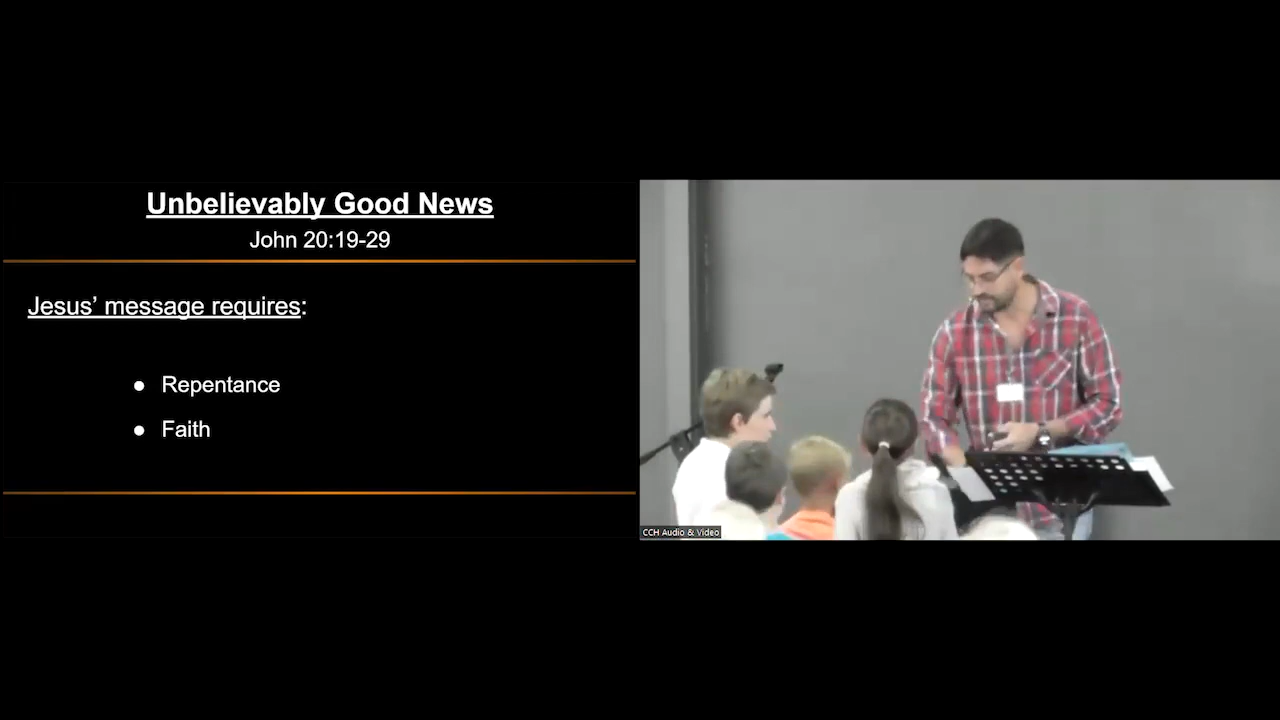 Unbelievably Good News
John 20:19-29
Jesus’ message requires:
● Repentance
● Faith
CCH Audio & Video